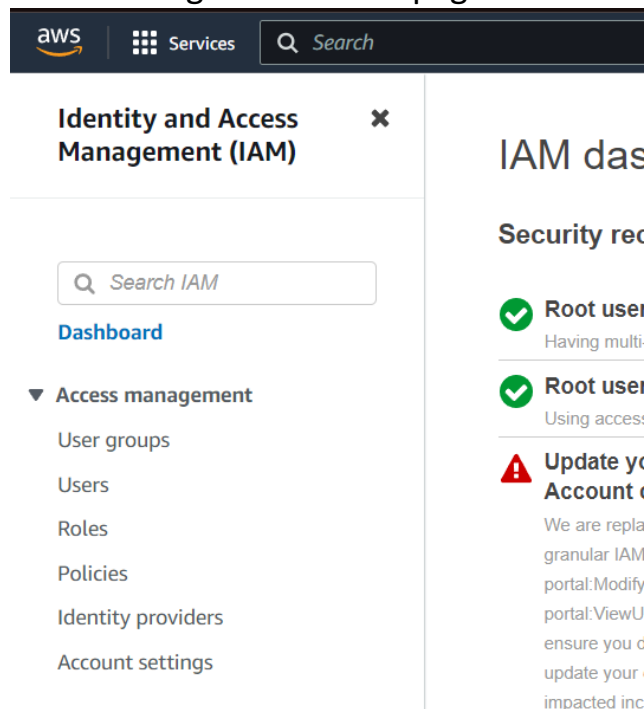 aws
Services
Search
Identity and Access
Management (IAM)
Search IAM
Dashboard
Access management
User groups
Users
Roles
Policies
Identity providers
Account settings
IAM das
Security rec
Root user
Having multi-
Root user
Using access
Update yo
Account
We are repla
granular IAM
portal:Modify
portal:ViewU
ensure you d
update your
impacted inc